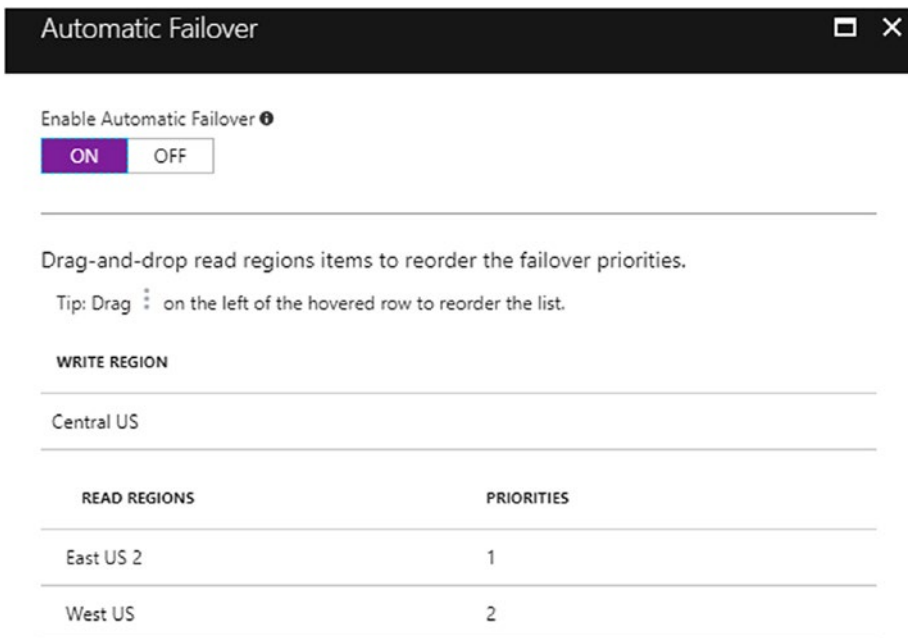 Automatic Failover
Enable Automatic Failover
ON OFF
Drag-and-drop read regions items to reorder the failover priorities.
Tip: Drag ⋮ on the left of the hovered row to reorder the list.
WRITE REGION
Central US
READ REGIONS PRIORITIES
East US 2 1
West US 2